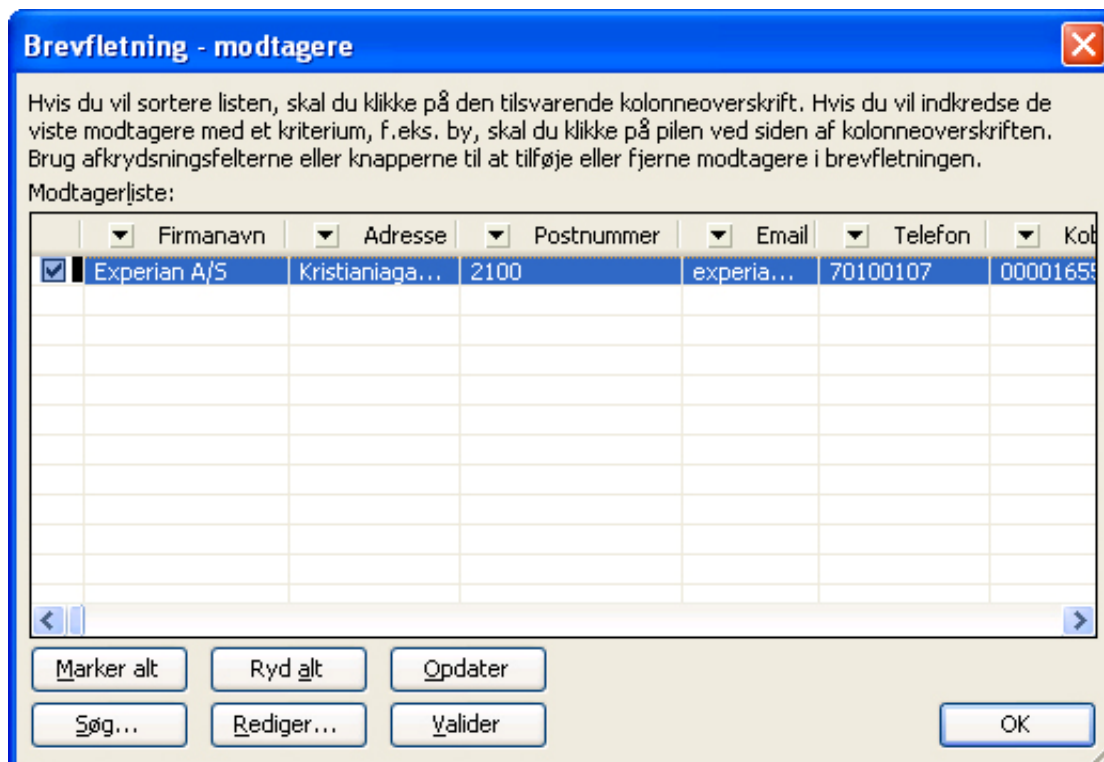 Brevfletning - modtagere
Hvis du vil sortere listen, skal du klikke på den tilsvarende kolonneoverskrift. Hvis du vil indkredse de
viste modtagere med et kriterium, f.eks. by, skal du klikke på pilen ved siden af kolonneoverskriften.
Brug afkrydsningsfelterne eller knapperne til at tilføje eller fjerne modtagere i brevfletningen.
Modtagerliste:
Firmanavn Adresse Postnummer Email Telefon
Experian A/S Kristianiaga... 2100 experia... 70100107 00001655
Marker alt Ryd alt Opdater
Søg... Rediger... Valider OK